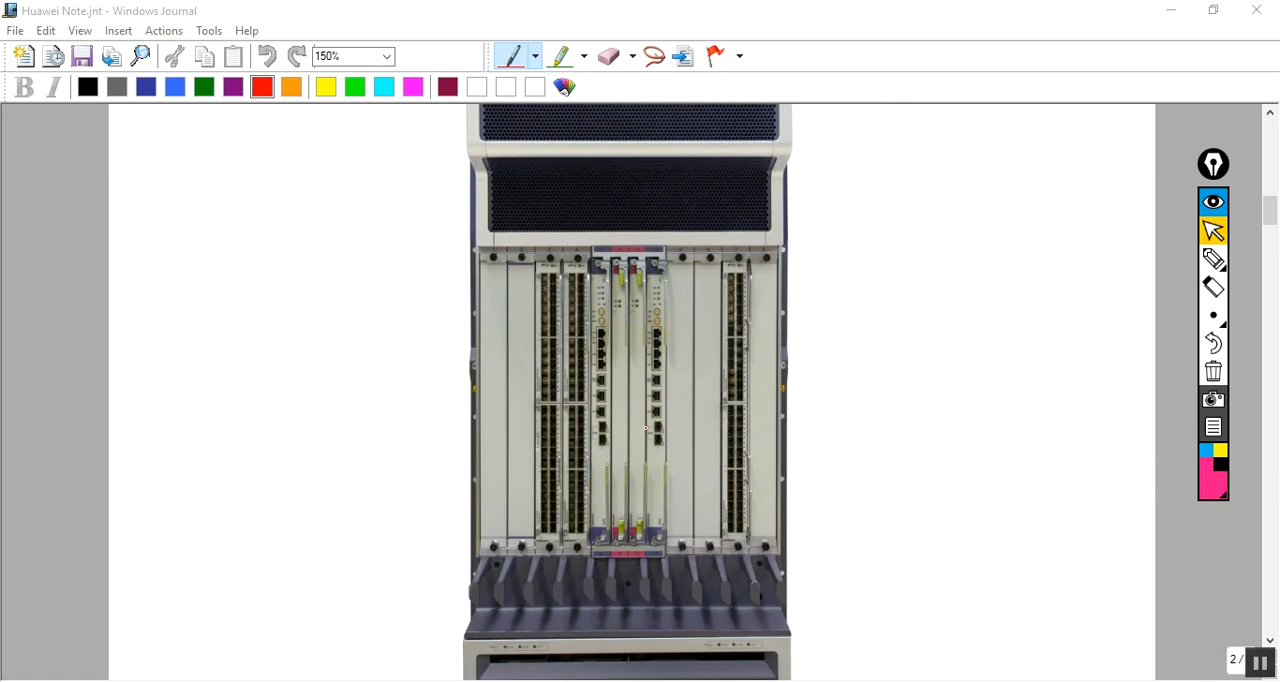 Huawei Note.jnt - Windows Journal
File Edit View Insert Actions Tools Help
150%
B I
2 /